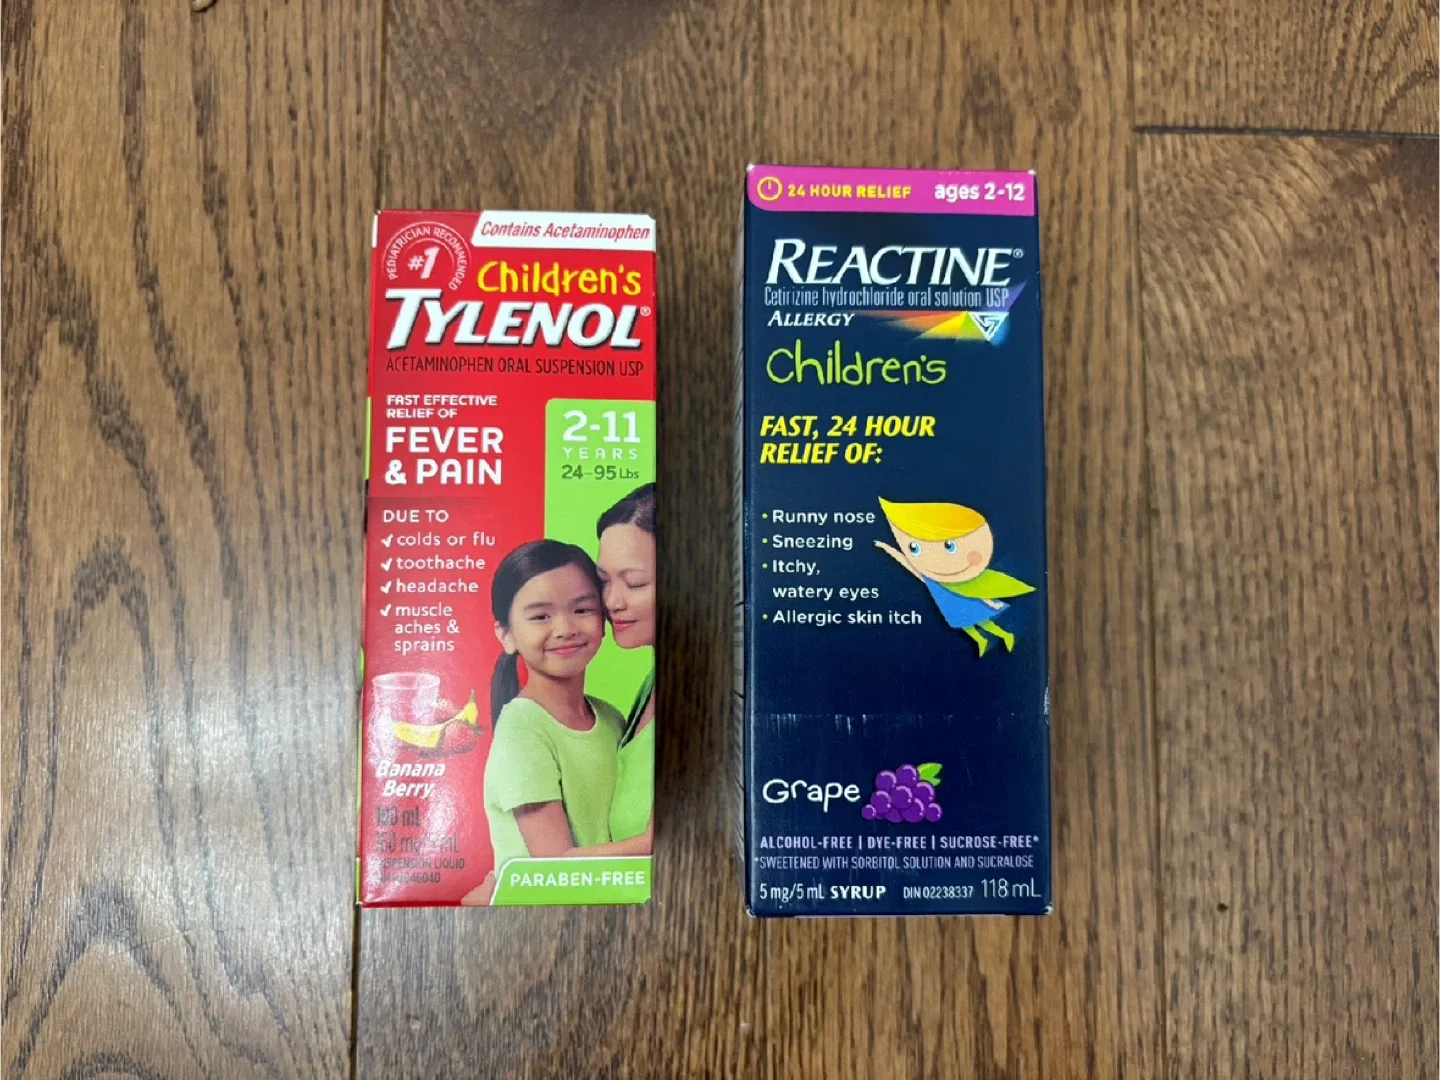 Contains Acetaminophen
PEDIATRICIAN RECOMMENDED
#1
Children's
TYLENOL®
ACETAMINOPHEN ORAL SUSPENSION USP
FAST EFFECTIVE
RELIEF OF
FEVER
& PAIN
2-11
YEARS
24-95 Lbs
DUE TO
colds or flu
toothache
headache
muscle
aches &
sprains
Banana
Berry
mL
LIQUID
PARABEN-FREE
24 HOUR RELIEF ages 2-12
REACTINE®
Cetirizine hydrochloride oral solution USP
ALLERGY
Children's
FAST, 24 HOUR
RELIEF OF:
• Runny nose
• Sneezing
• Itchy,
watery eyes
• Allergic skin itch
Grape
ALCOHOL-FREE | DYE-FREE | SUCROSE-FREE*
*SWEETENED WITH SORBITOL SOLUTION AND SUCRALOSE
5 mg/5 mL SYRUP DIN 02238337 118 mL